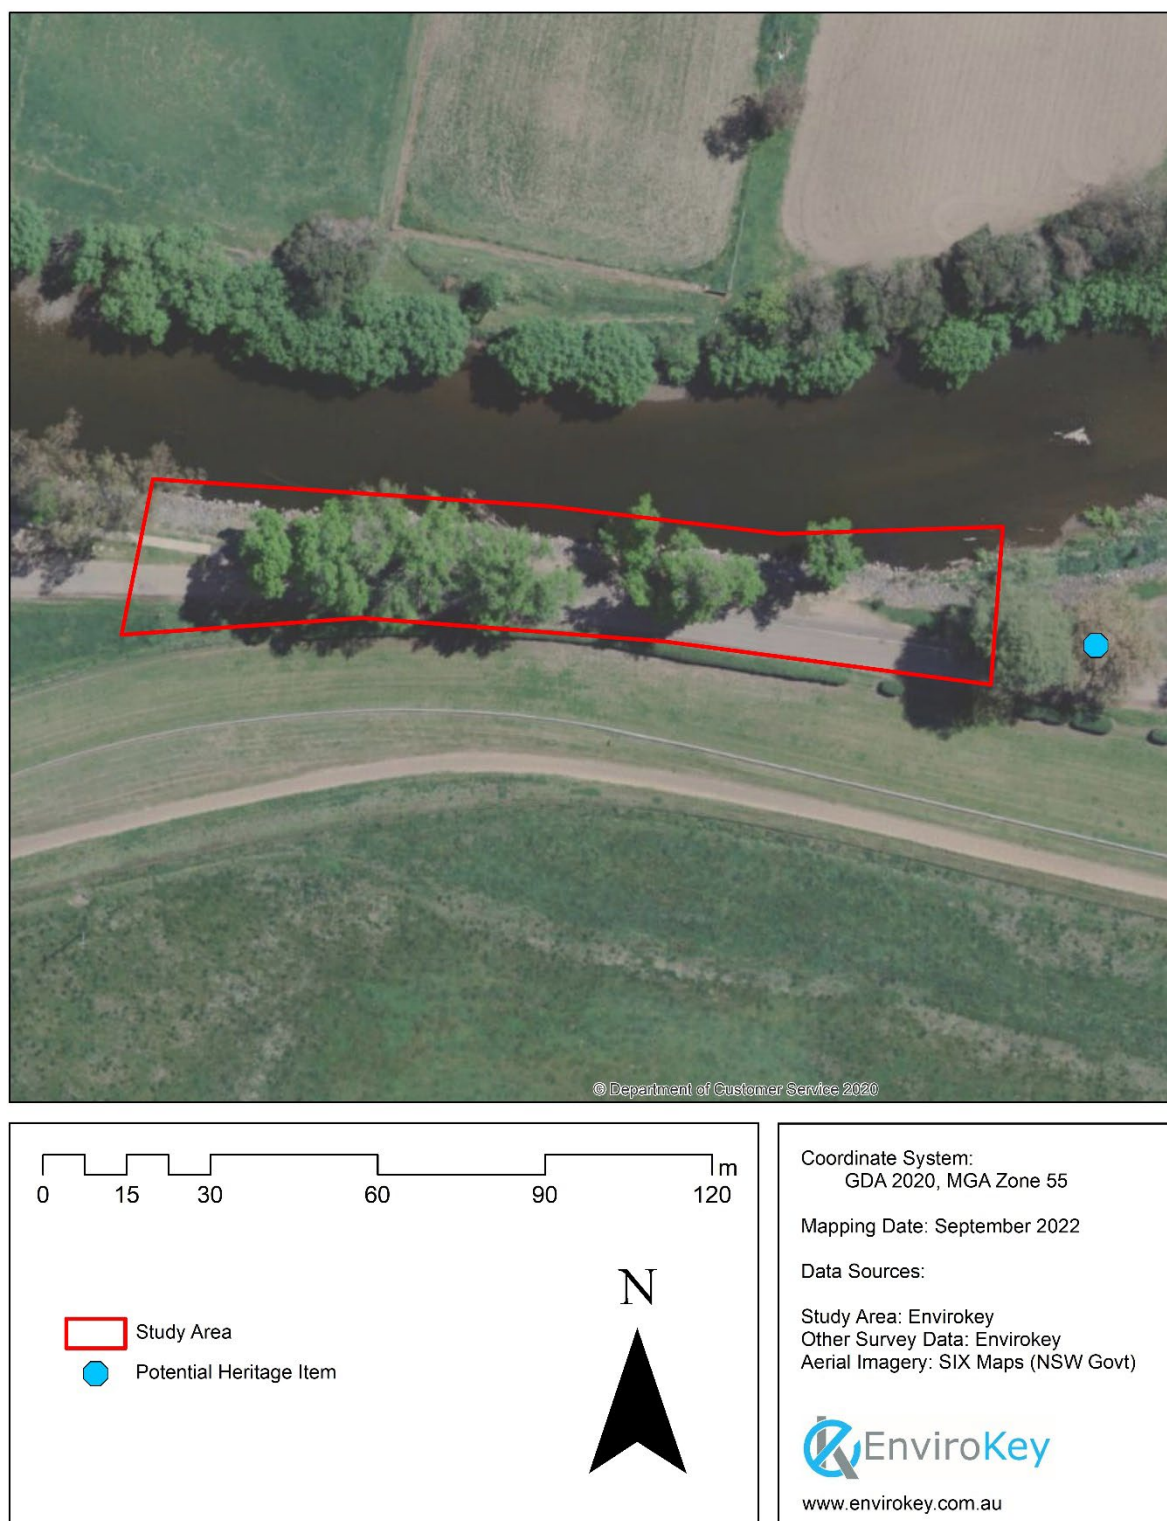 © Department of Customer Service 2020
m
0 15 30 60 90 120
N
Study Area
Potential Heritage Item
Coordinate System:
GDA 2020, MGA Zone 55
Mapping Date: September 2022
Data Sources:
Study Area: Envirokey
Other Survey Data: Envirokey
Aerial Imagery: SIX Maps (NSW Govt)
EnviroKey
www.envirokey.com.au